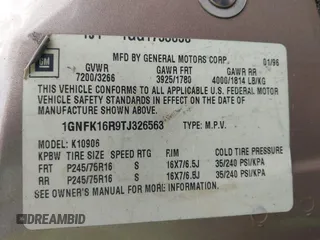 GM
MFD BY GENERAL MOTORS CORP. 01/96
GVWR GAWR FRT GAWR RR
7200/3266 3925/1780 4000/1814 LB/KG
THIS VEHICLE CONFORMS TO ALL APPLICABLE U.S. FEDERAL MOTOR
VEHICLE SAFETY STANDARDS IN EFFECT ON THE DATE OF
MANUFACTURE SHOWN ABOVE.
1GNFK16R9TJ326563 TYPE: M.P.V.
MODEL: K10906
KPBW TIRE SIZE SPEED RTG RIM COLD TIRE PRESSURE
FRT P245/75R16 S 16X7/6.5J 35/240 PSI/KPA
RR P245/75R16 S 16X7/6.5J 35/240 PSI/KPA
SEE OWNER'S MANUAL FOR ADDITIONAL INFORMATION
DREAMBID